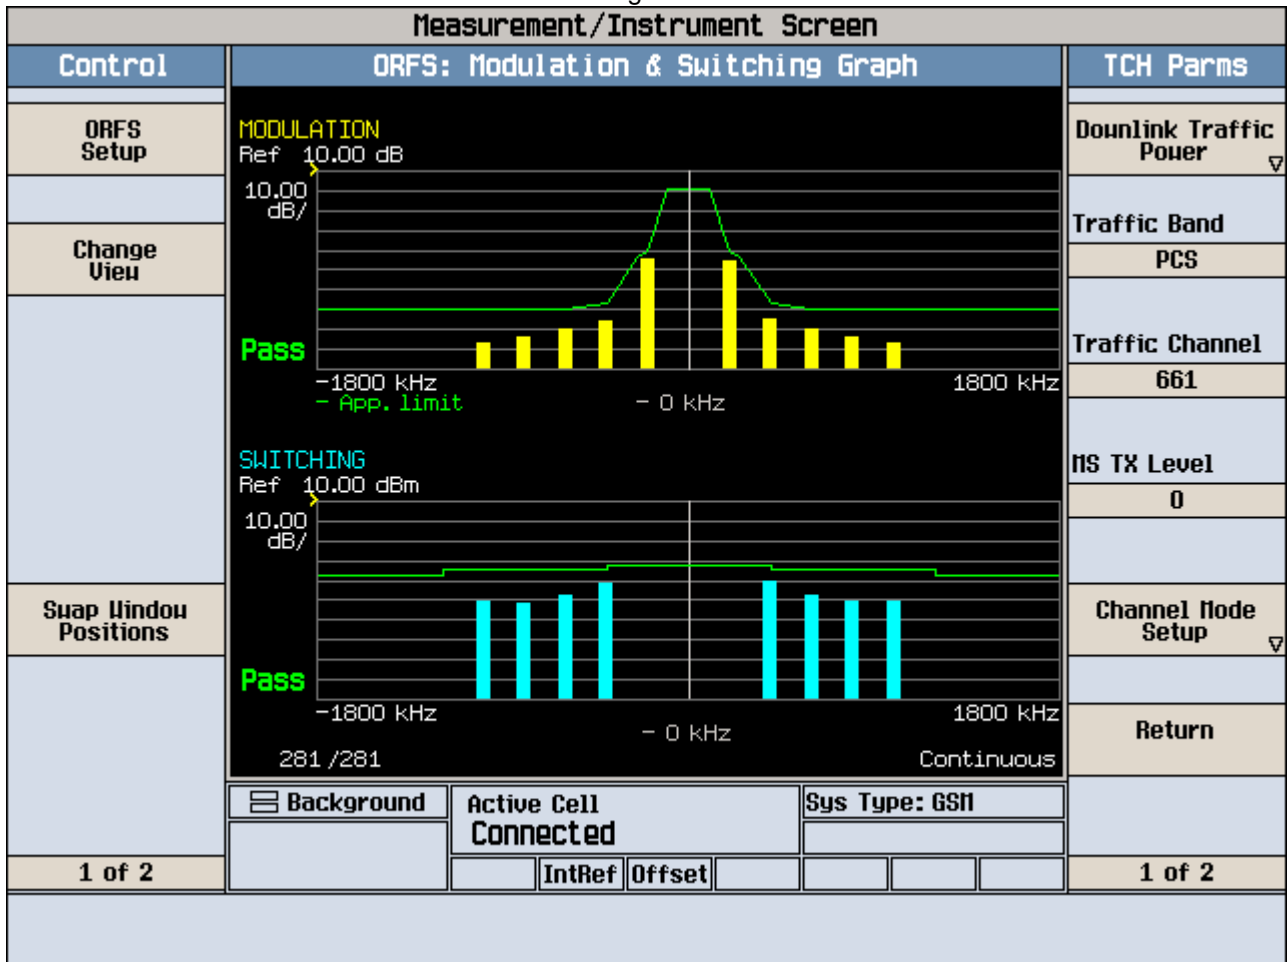 Measurement/Instrument Screen
Control
ORFS: Modulation & Switching Graph
TCH Parms
ORFS
Setup
Change
View
Swap Window
Positions
1 of 2
MODULATION
Ref 10.00 dB
10.00
dB/
Pass
-1800 kHz
1800 kHz
- App. limit
- 0 kHz
SWITCHING
Ref 10.00 dBm
10.00
dB/
Pass
-1800 kHz
1800 kHz
- 0 kHz
281 /281
Continuous
Background
Active Cell
Connected
Sys Type: GSM
IntRef
Offset
Downlink Traffic
Power
Traffic Band
PCS
Traffic Channel
661
MS TX Level
0
Channel Mode
Setup
Return
1 of 2